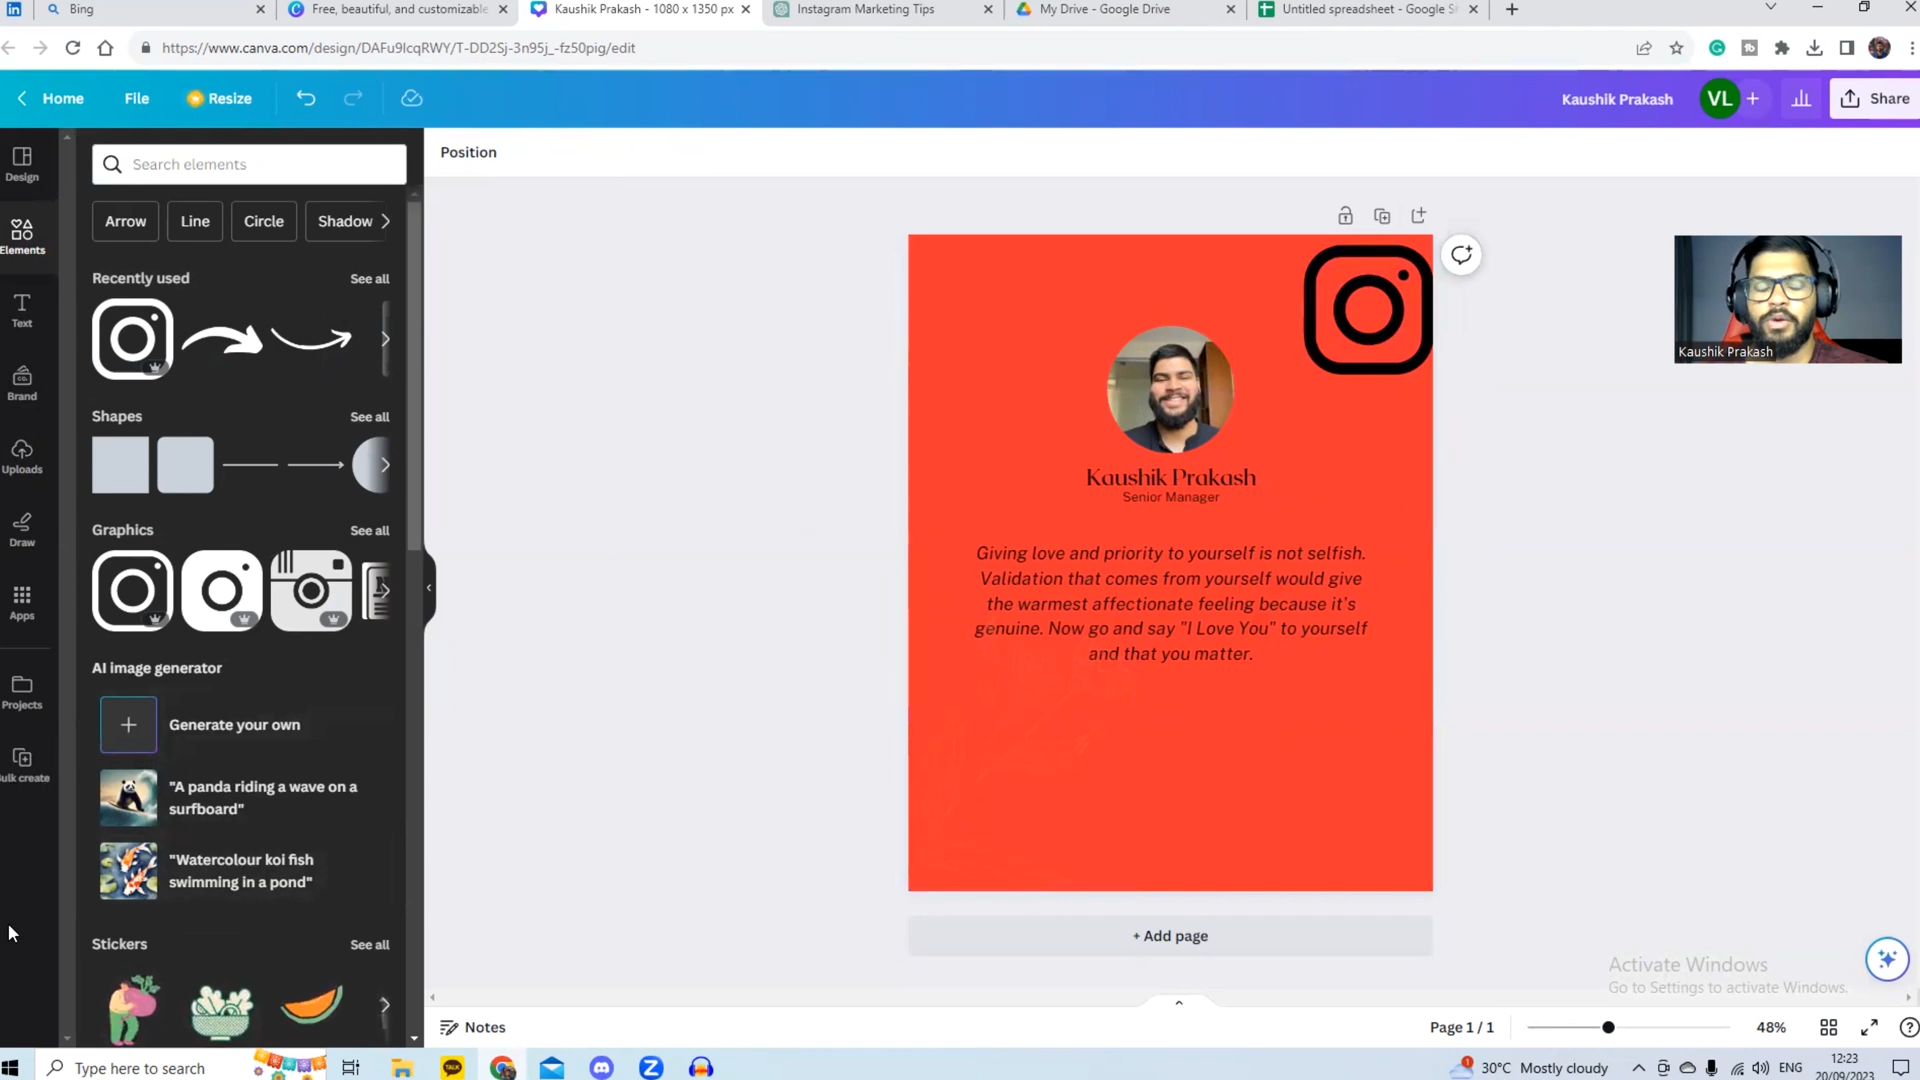 Bing
Free, beautiful, and customizable
Kaushik Prakash - 1080 x 1350 px
Instagram Marketing Tips
My Drive - Google Drive
Untitled spreadsheet - Google S
https://www.canva.com/design/DAFu9IcqRWY/T-DD2Sj-3n95j_-fz50pig/edit
Home
File
Resize
Kaushik Prakash
VL
Share
Design
Elements
Text
Brand
Uploads
Draw
Apps
Projects
Bulk create
Search elements
Arrow
Line
Circle
Shadow
Recently used
See all
Shapes
See all
Graphics
See all
AI image generator
Generate your own
"A panda riding a wave on a
surfboard"
"Watercolour koi fish
swimming in a pond"
Stickers
See all
Position
Kaushik Prakash
Senior Manager
Giving love and priority to yourself is not selfish.
Validation that comes from yourself would give
the warmest affectionate feeling because it's
genuine. Now go and say "I Love You" to yourself
and that you matter.
+ Add page
Kaushik Prakash
Activate Windows
Go to Settings to activate Windows.
Notes
Page 1 / 1
48%
Type here to search
TALK
30°C Mostly cloudy
ENG
12:23
20/09/2023